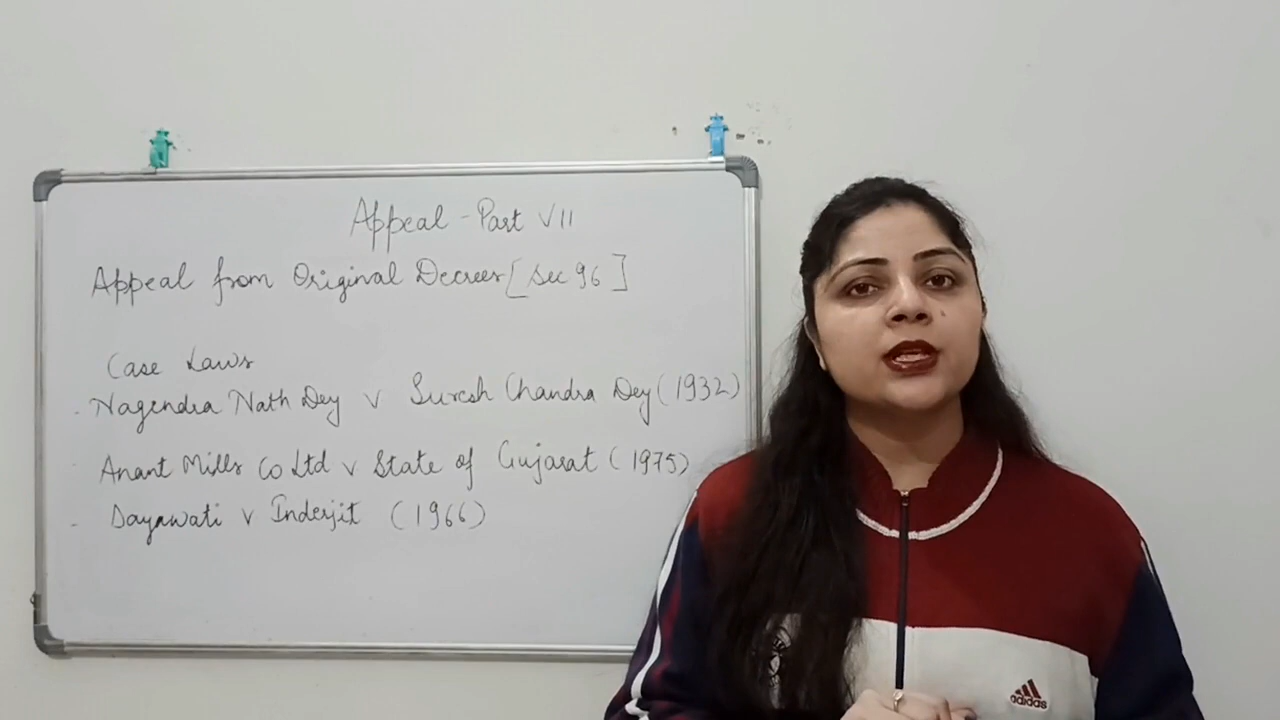 Appeal - Part VII
Appeal from Original Decrees [Sec 96]
Case Laws
- Nagendra Nath Dey v Suresh Chandra Dey (1932)
- Anant Mills Co Ltd v State of Gujarat (1975)
- Dayawati v Inderjit (1966)
adidas